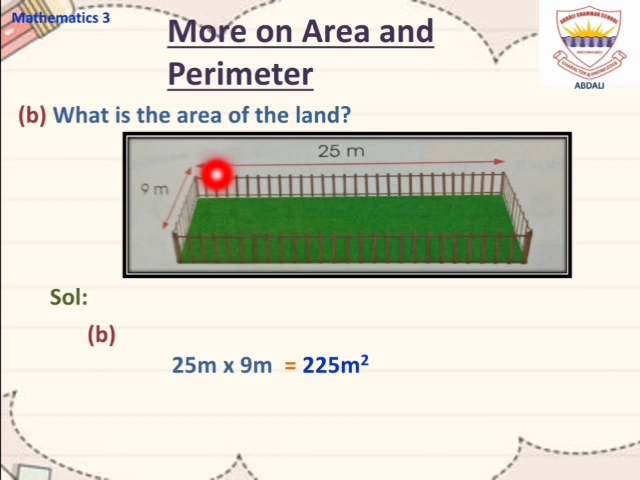 Mathematics 3
More on Area and
Perimeter
ABDALI
(b) What is the area of the land?
25 m
9 m
Sol:
(b)
25m x 9m = 225m²